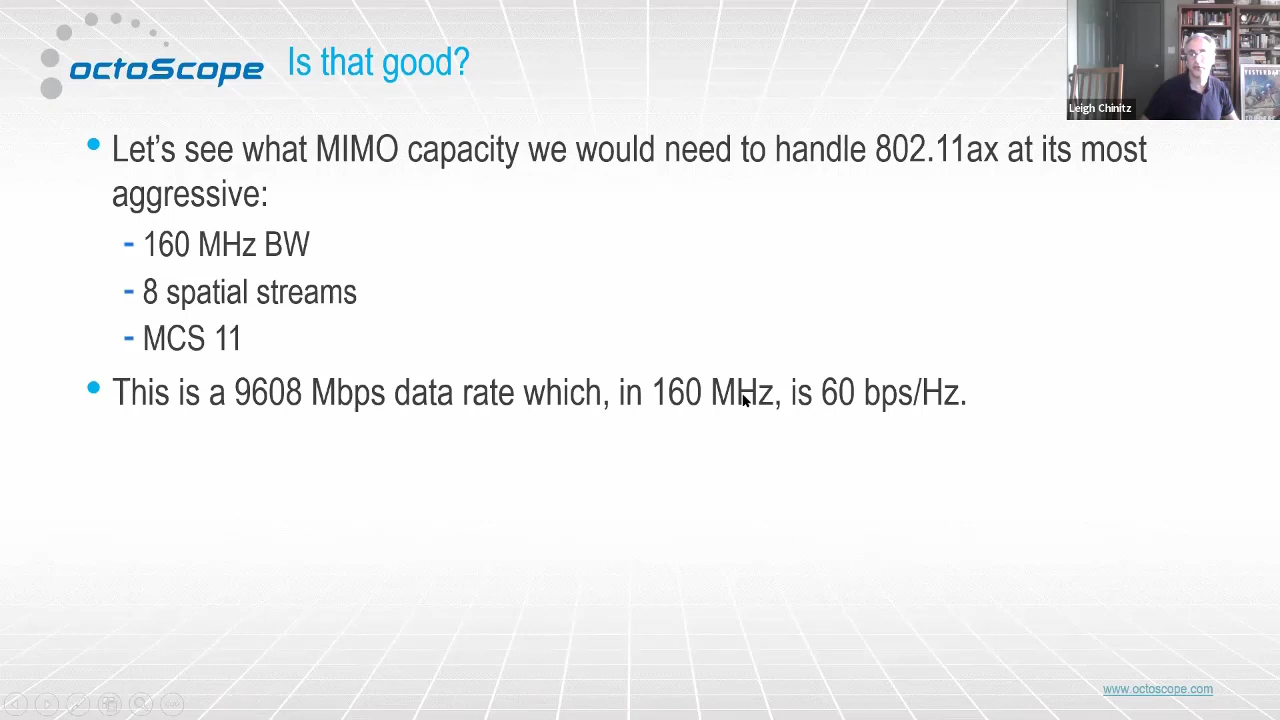 octoScope
Is that good?
Leigh Chinitz
YESTERDAY
• Let's see what MIMO capacity we would need to handle 802.11ax at its most
aggressive:
- 160 MHz BW
- 8 spatial streams
- MCS 11
• This is a 9608 Mbps data rate which, in 160 MHz, is 60 bps/Hz.
www.octoscope.com